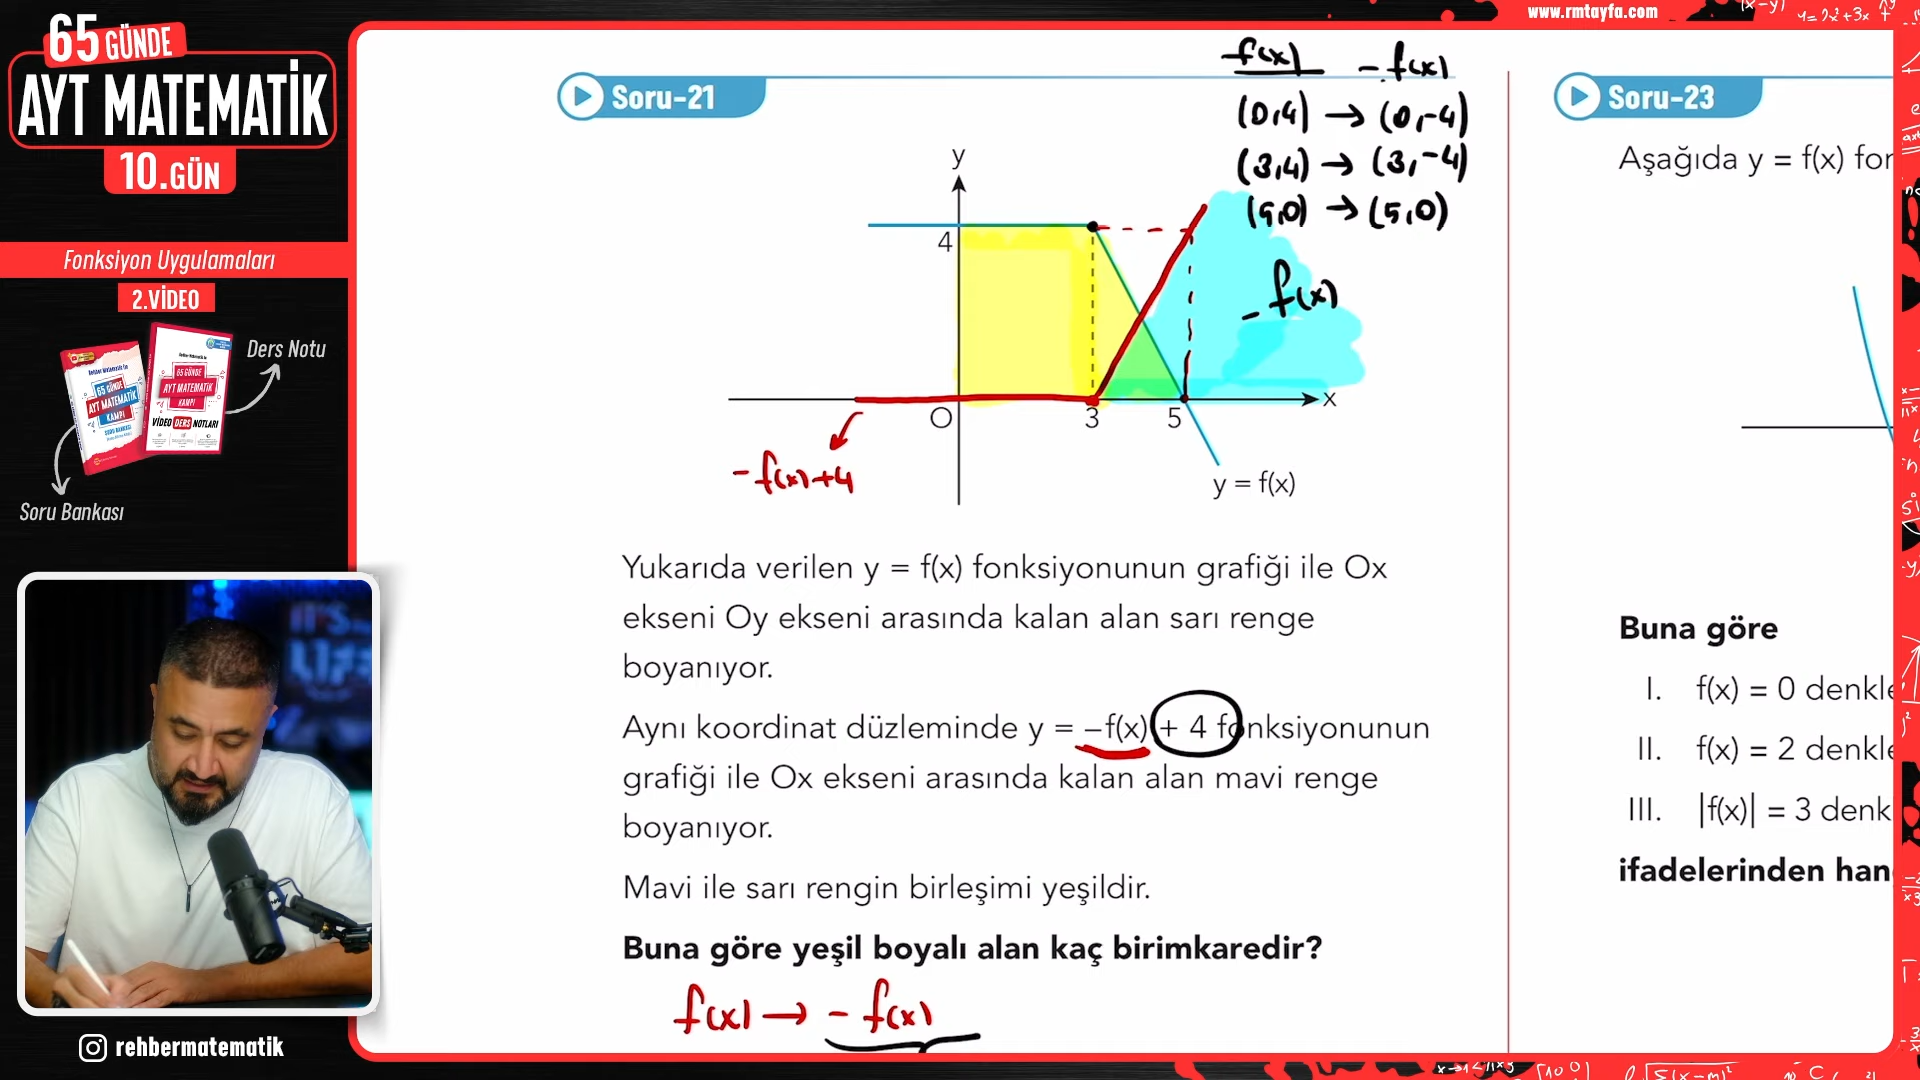 65 GÜNDE
AYT MATEMATİK
10.GÜN
Fonksiyon Uygulamaları
2.VİDEO
Ders Notu
Soru Bankası
rehbermatematik
www.rmtayfa.com
Soru-21
f(x) -f(x)
(0,4) → (0,-4)
(3,4) → (3,-4)
(5,0) → (5,0)
y
4
-f(x)
O 3 5 x
-f(x)+4
y = f(x)
Yukarıda verilen y = f(x) fonksiyonunun grafiği ile Ox
ekseni Oy ekseni arasında kalan alan sarı renge
boyanıyor.
Aynı koordinat düzleminde y = –f(x) + 4 fonksiyonunun
grafiği ile Ox ekseni arasında kalan alan mavi renge
boyanıyor.
Mavi ile sarı rengin birleşimi yeşildir.
Buna göre yeşil boyalı alan kaç birimkaredir?
f(x) → - f(x)
Soru-23
Aşağıda y = f(x) for
Buna göre
I. f(x) = 0 denkle
II. f(x) = 2 denkle
III. |f(x)| = 3 denk
ifadelerinden han